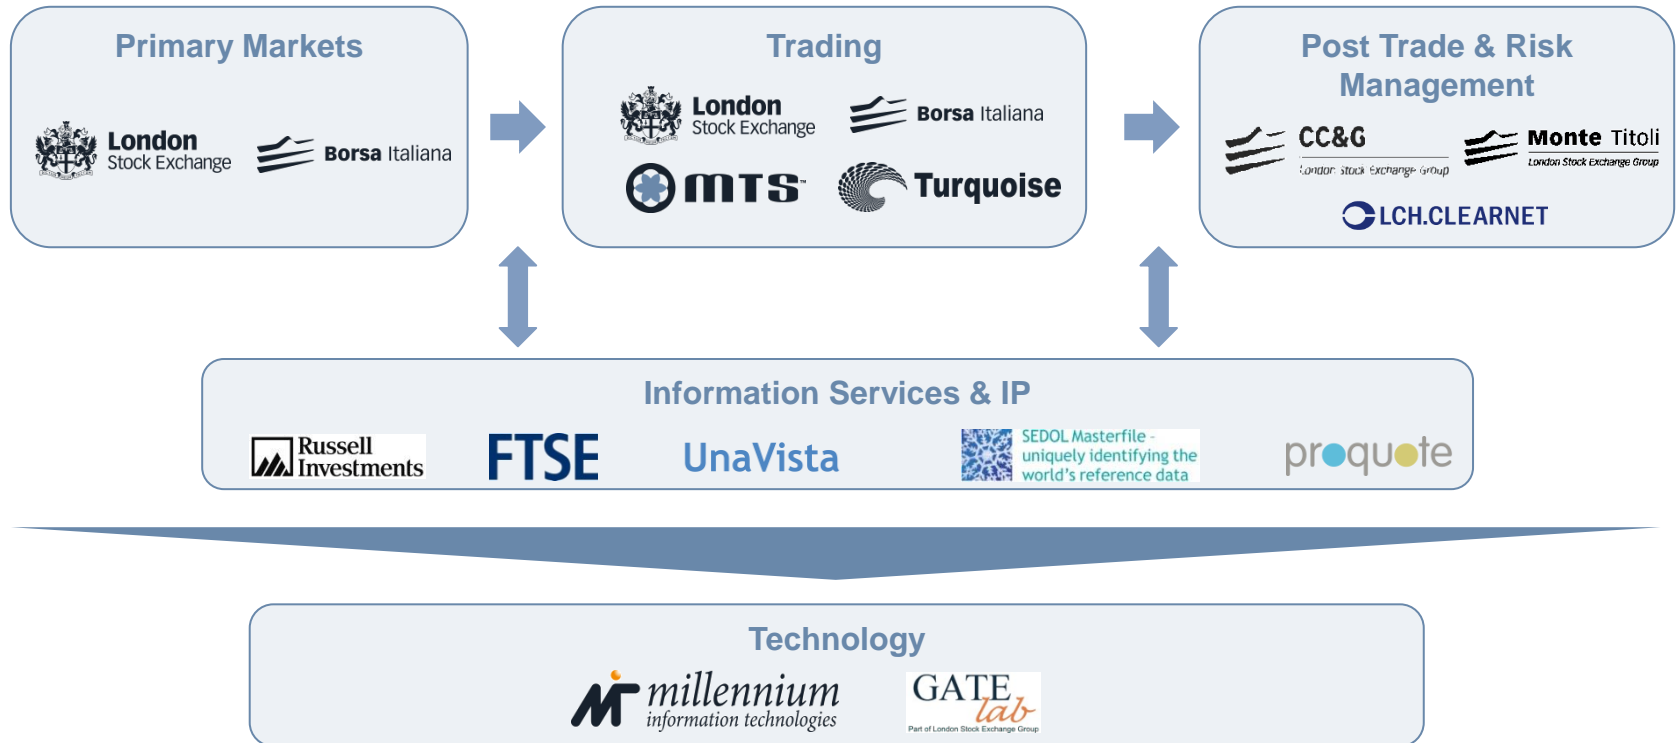 Primary Markets
London
Stock Exchange
Borsa Italiana
Trading
London
Stock Exchange
Borsa Italiana
MTS™
Turquoise
Post Trade & Risk
Management
CC&G
London Stock Exchange Group
Monte Titoli
London Stock Exchange Group
LCH.CLEARNET
Information Services & IP
Russell
Investments
FTSE
UnaVista
SEDOL Masterfile -
uniquely identifying the
world's reference data
proquote
Technology
millennium
information technologies
GATE
lab
Part of London Stock Exchange Group